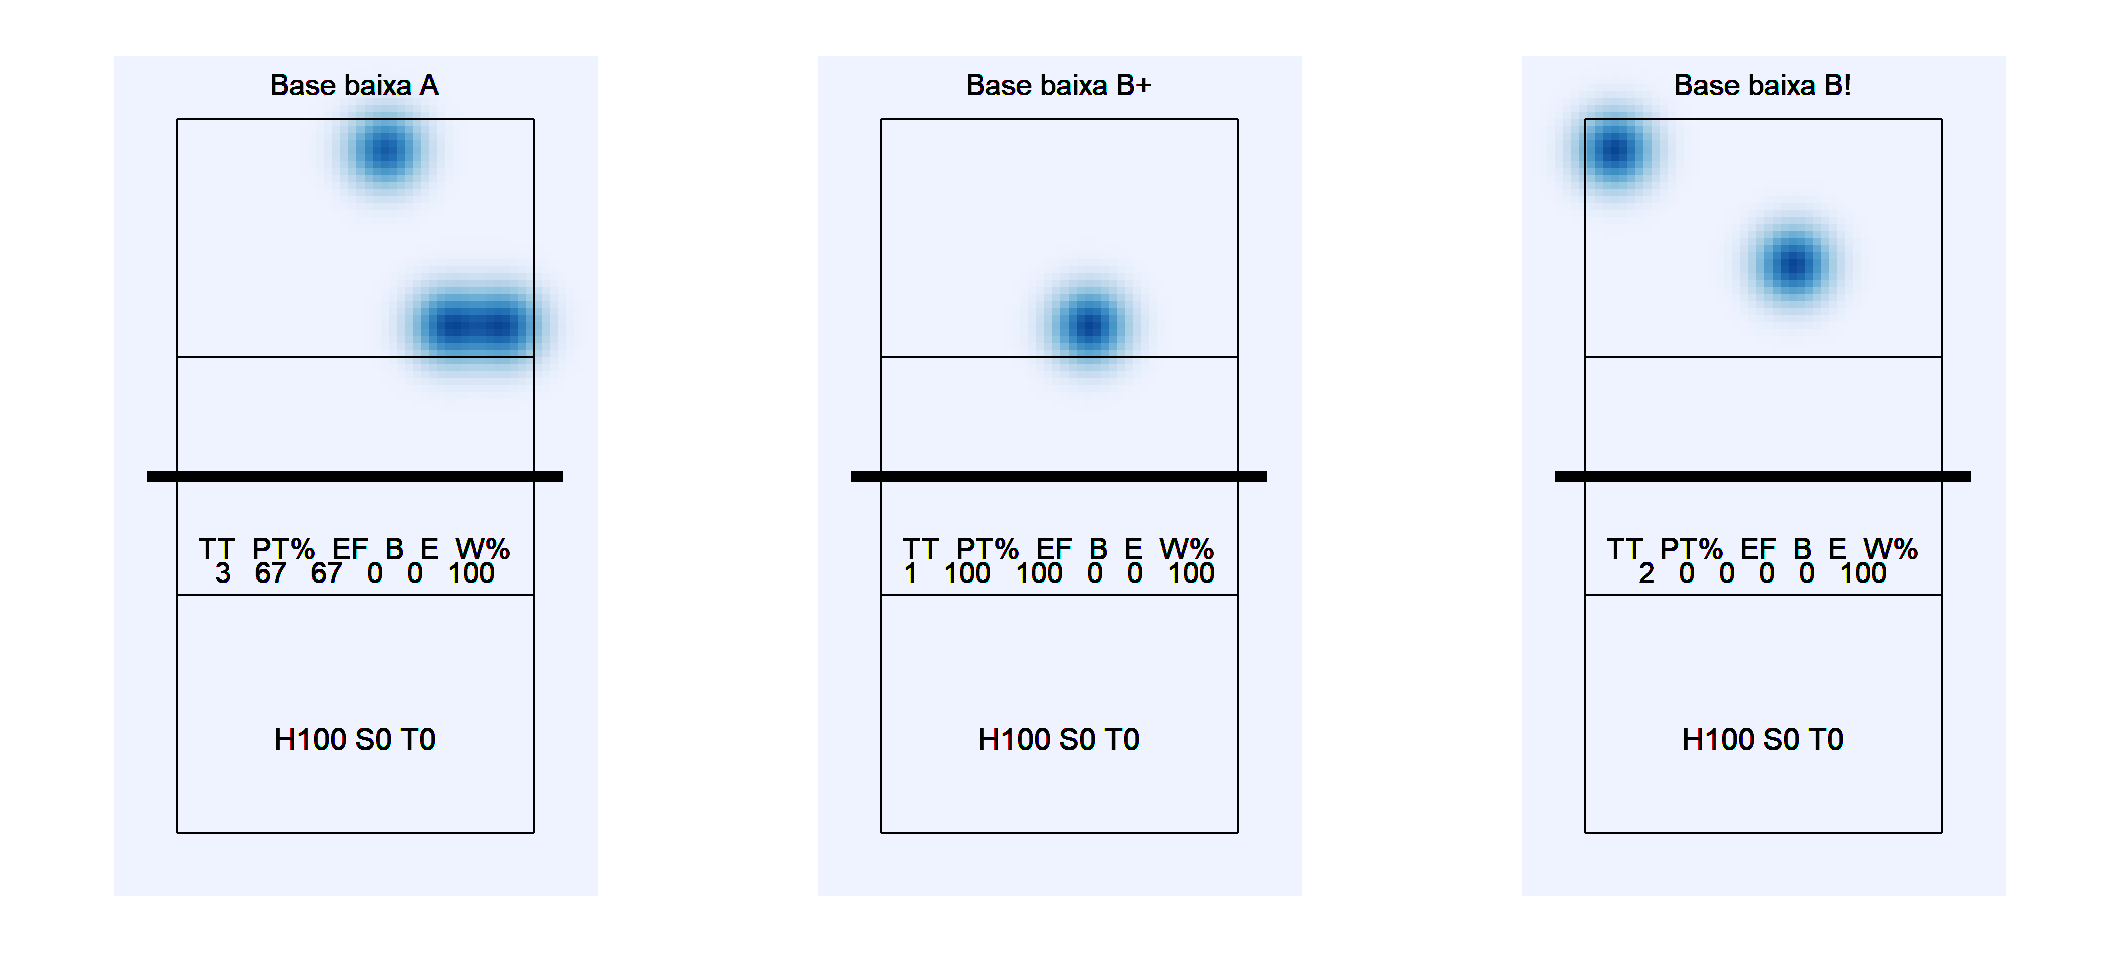 Base baixa A
TT PT% EF B E W%
3 67 67 0 0 100
H100 S0 T0
Base baixa B+
TT PT% EF B E W%
1 100 100 0 0 100
H100 S0 T0
Base baixa B!
TT PT% EF B E W%
2 0 0 0 0 100
H100 S0 T0